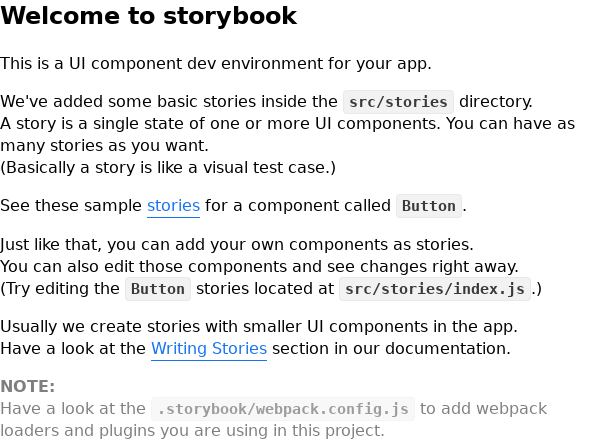 Welcome to storybook
This is a UI component dev environment for your app.
We've added some basic stories inside the src/stories directory.
A story is a single state of one or more UI components. You can have as
many stories as you want.
(Basically a story is like a visual test case.)
See these sample stories for a component called Button.
Just like that, you can add your own components as stories.
You can also edit those components and see changes right away.
(Try editing the Button stories located at src/stories/index.js.)
Usually we create stories with smaller UI components in the app.
Have a look at the Writing Stories section in our documentation.
NOTE:
Have a look at the .storybook/webpack.config.js to add webpack
loaders and plugins you are using in this project.